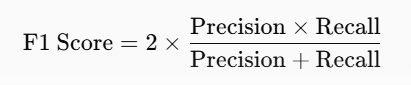 F1 Score = 2 × Precision × Recall / Precision + Recall